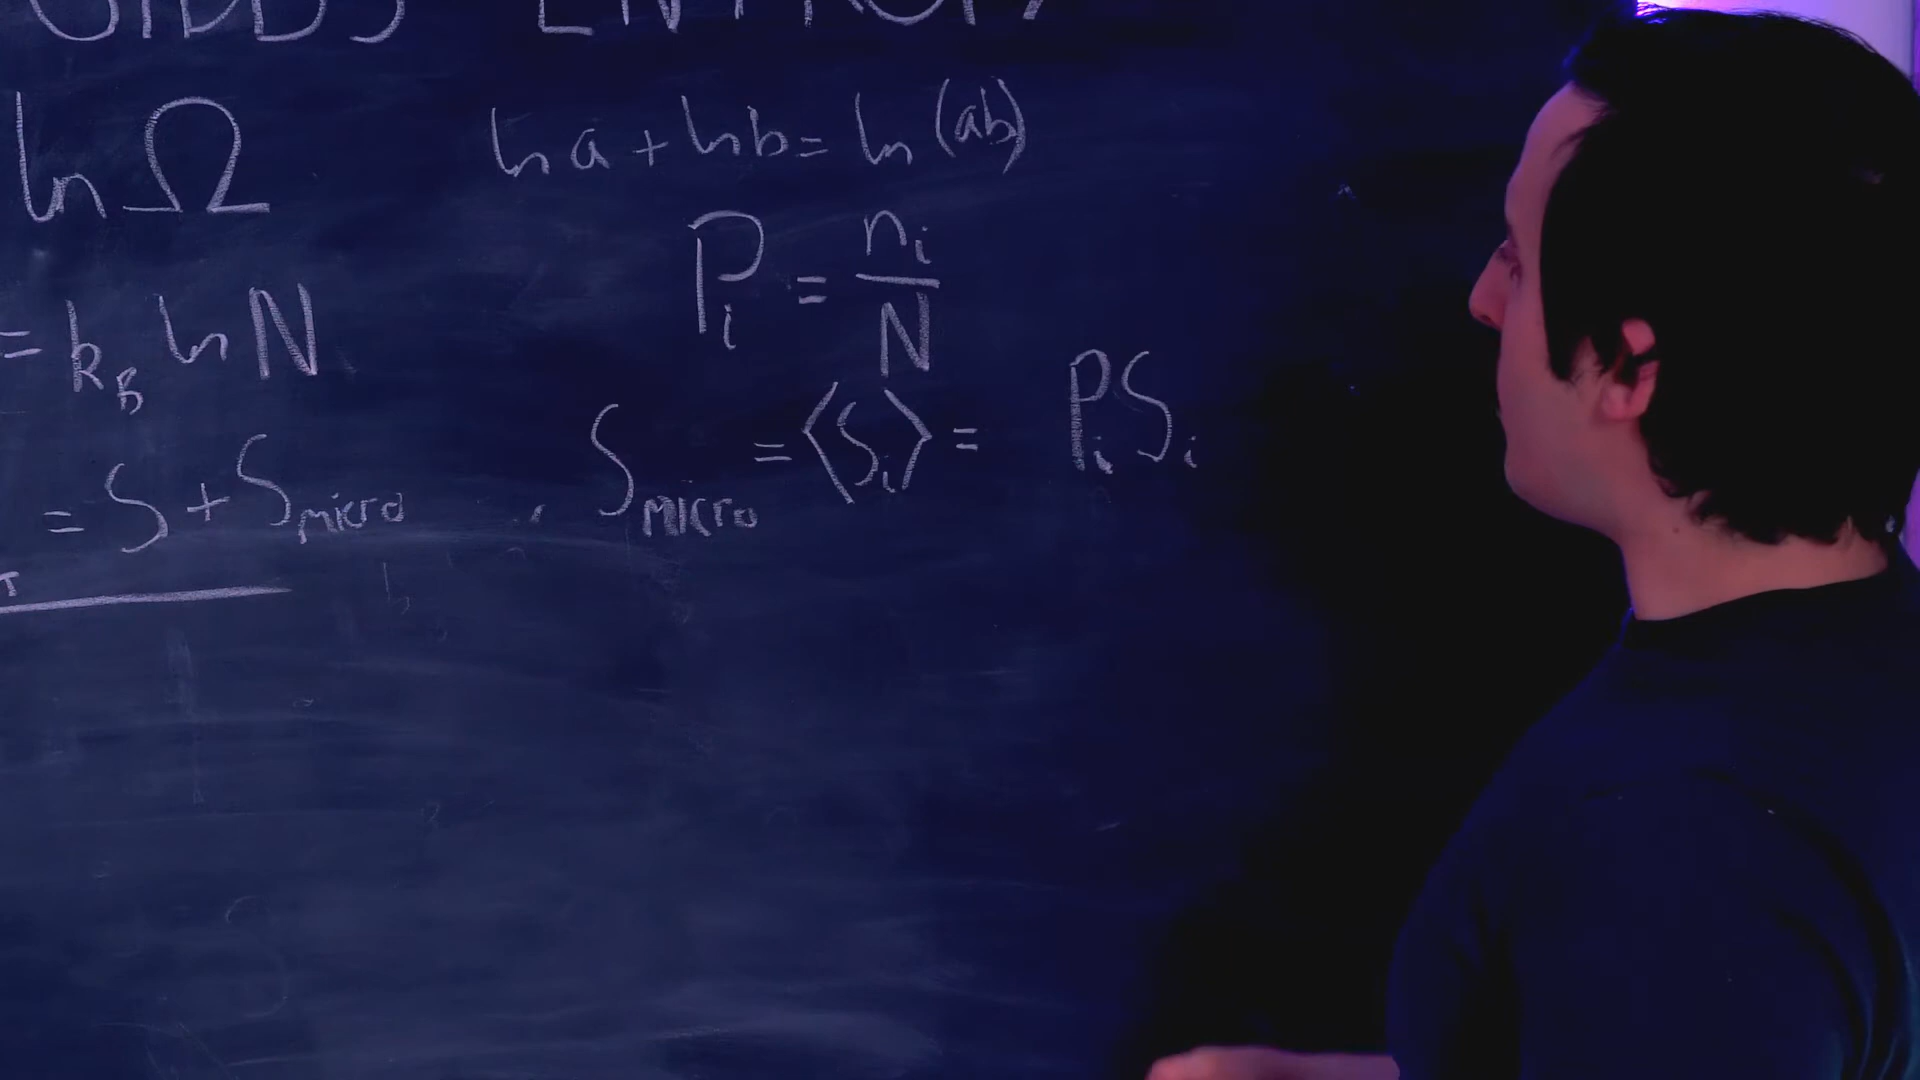 GIBBS ENTROPY
ln Ω
ln a + ln b = ln (ab)
P_i = n_i / N
= k_B ln N
= S + S_micro , S_micro = ⟨S_i⟩ = P_i S_i